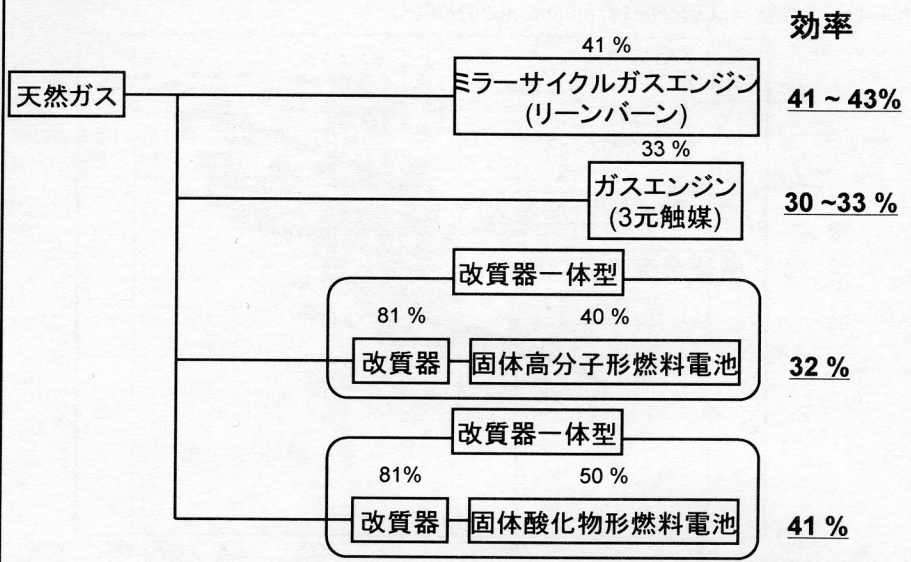 効率
41 %
天然ガス
ミラーサイクルガスエンジン
(リーンバーン)
41 ~ 43%
33 %
ガスエンジン
(3元触媒)
30 ~33 %
改質器一体型
81 %
40 %
改質器
固体高分子形燃料電池
32 %
改質器一体型
81%
50 %
改質器
固体酸化物形燃料電池
41 %